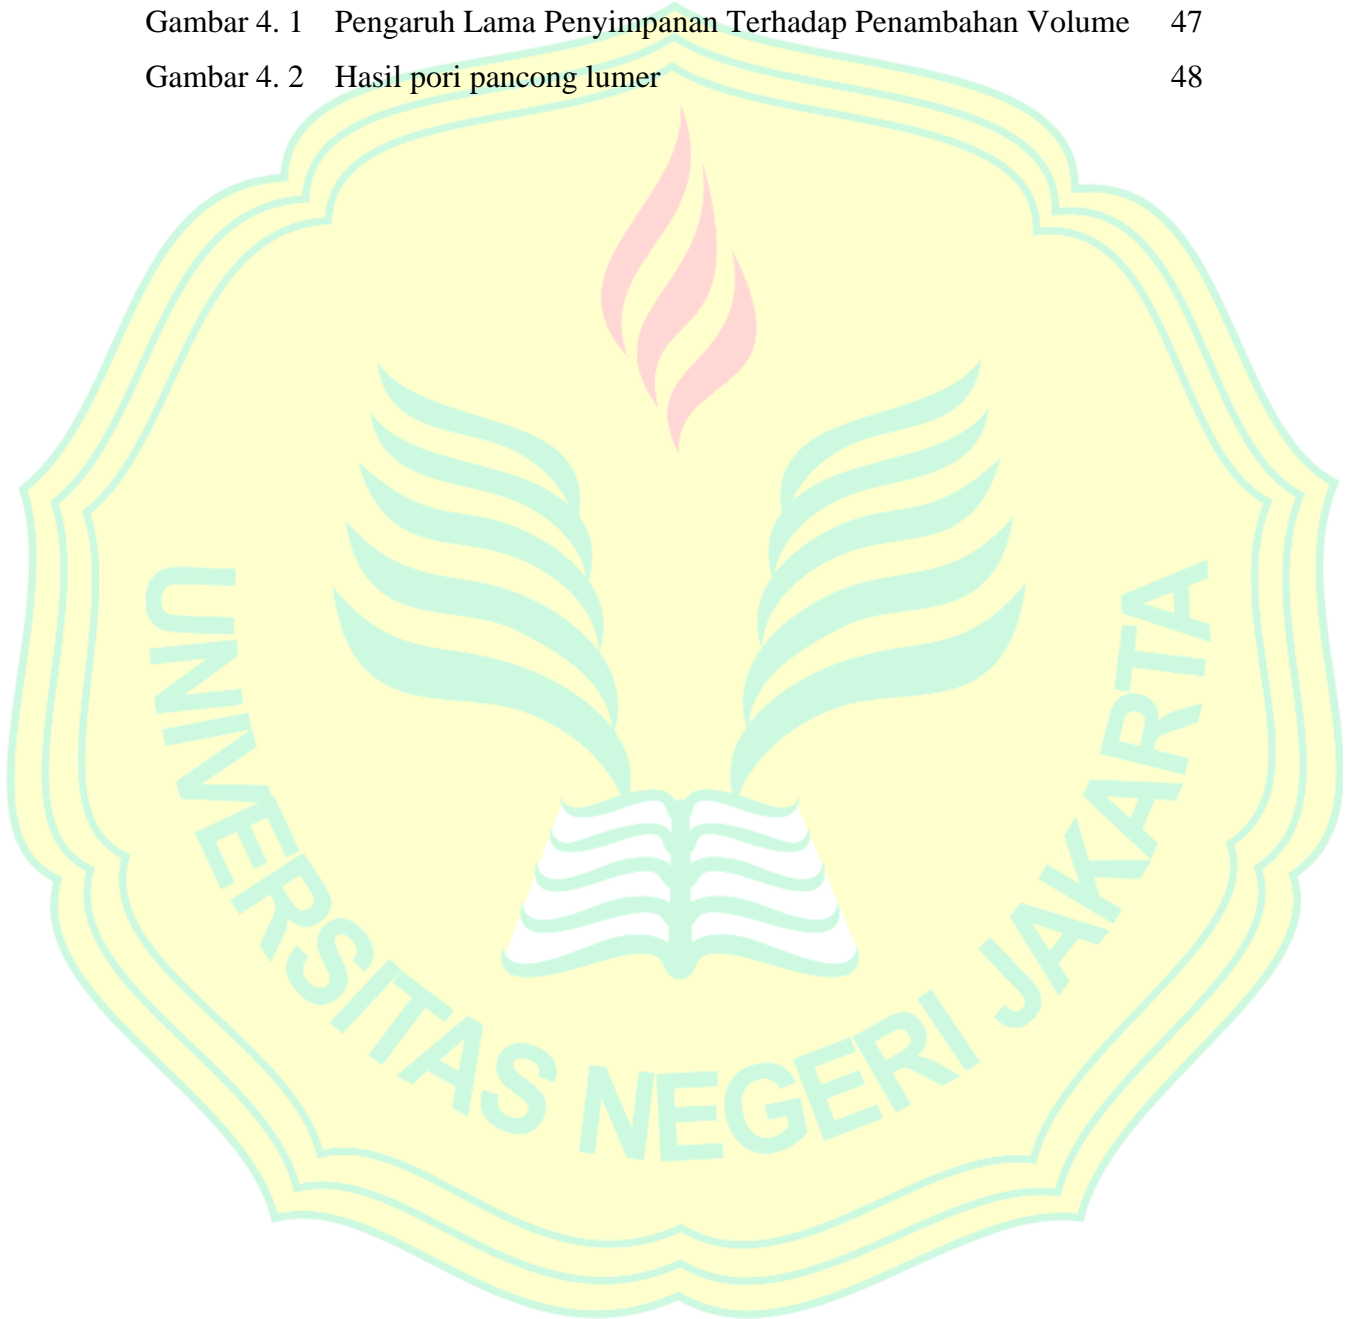 Gambar 4. 1 Pengaruh Lama Penyimpanan Terhadap Penambahan Volume 47
Gambar 4. 2 Hasil pori pancong lumer 48
UNIVERSITAS NEGERI JAKARTA